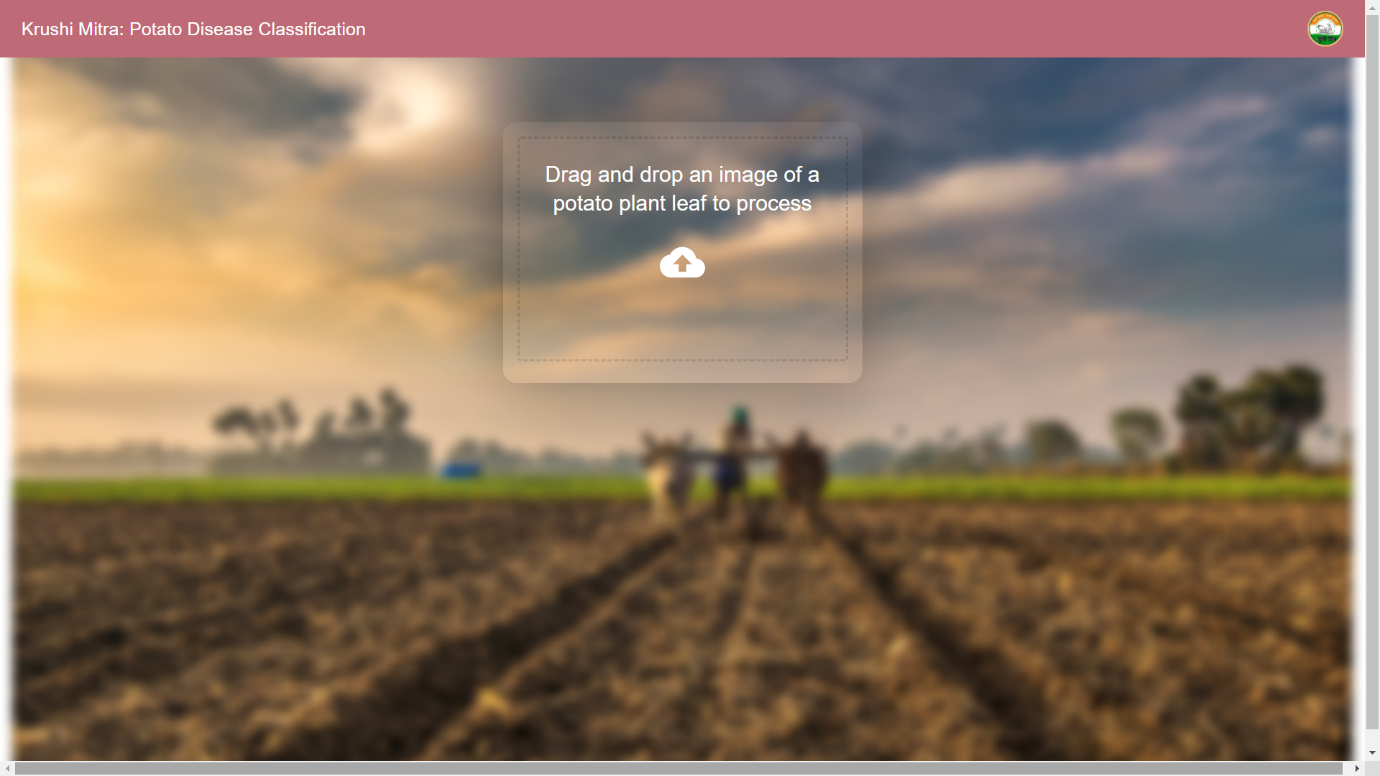 Krushi Mitra: Potato Disease Classification
Drag and drop an image of a
potato plant leaf to process